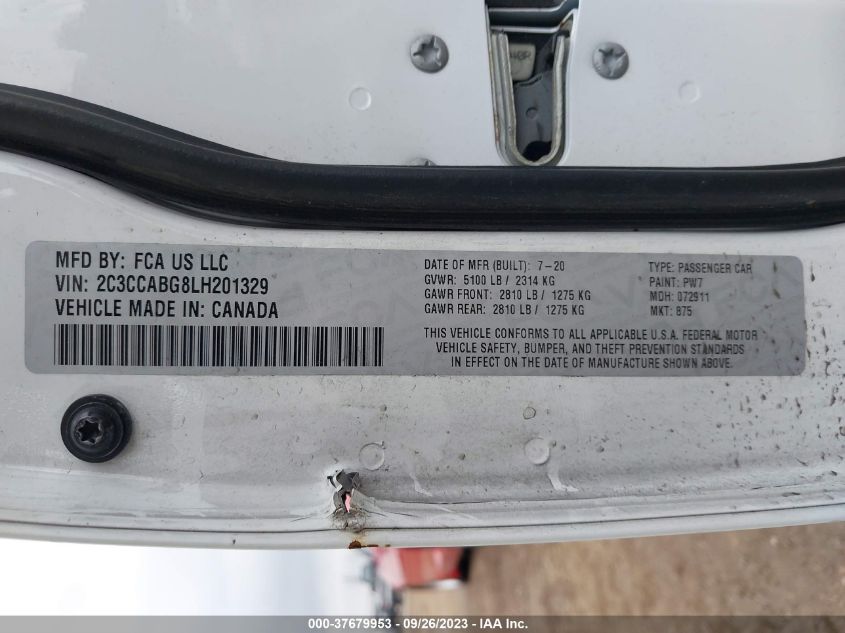 MFD BY: FCA US LLC
VIN: 2C3CCABG8LH201329
VEHICLE MADE IN: CANADA
DATE OF MFR (BUILT): 7-20
GVWR: 5100 LB / 2314 KG
GAWR FRONT: 2810 LB / 1275 KG
GAWR REAR: 2810 LB / 1275 KG
TYPE: PASSENGER CAR
PAINT: PW7
MDH: 072911
MKT: 875
THIS VEHICLE CONFORMS TO ALL APPLICABLE U.S.A. FEDERAL MOTOR
VEHICLE SAFETY, BUMPER, AND THEFT PREVENTION STANDARDS
IN EFFECT ON THE DATE OF MANUFACTURE SHOWN ABOVE.
000-37679953 - 09/26/2023 - IAA Inc.